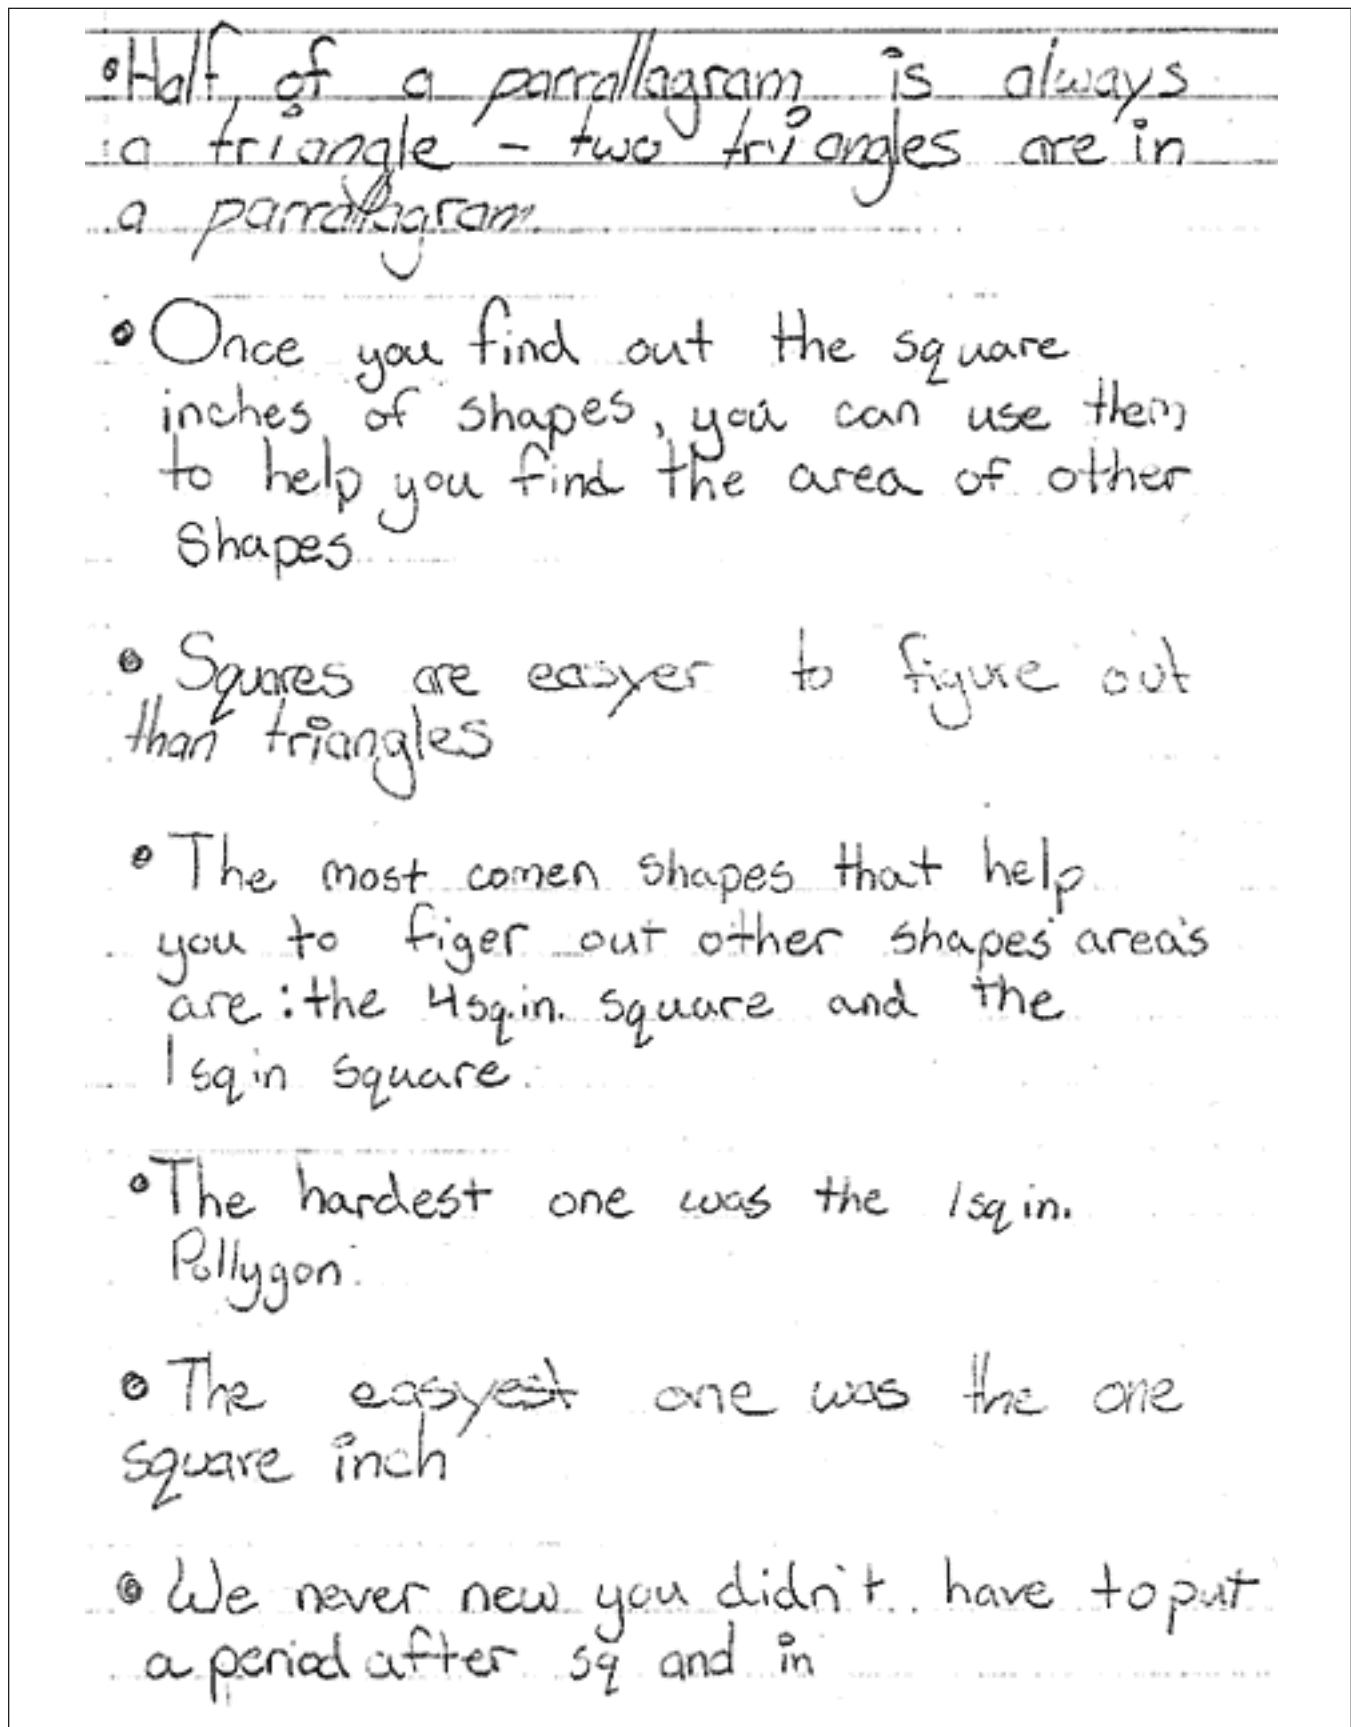 • Half of a parrallagram is always
a triangle - two triangles are in
a parrallagram
• Once you find out the square
inches of shapes, you can use them
to help you find the area of other
shapes
• Squares are easyer to figure out
than triangles
• The most comen shapes that help
you to figer out other shapes area's
are: the 4sq.in. square and the
1sqin square.
• The hardest one was the 1sq in.
Pollygon.
• The easyest one was the one
square inch
• We never new you didn't have to put
a period after sq and in